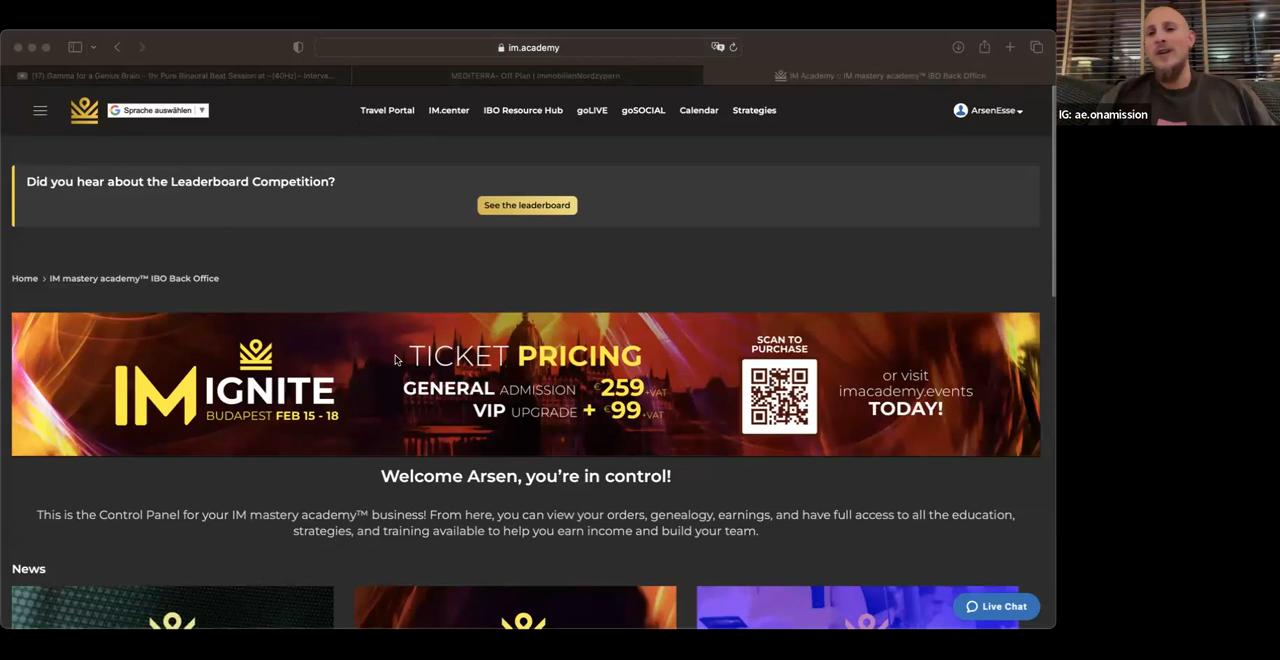 im.academy
(17) Gamma for a Genius Brain - 1hr Pure Binaural Beat Session at ~(40Hz)~ Interva...
MEDITERRA- Off Plan | ImmobilienNordzypern
IM Academy :: IM mastery academy™ IBO Back Office
Sprache auswählen ▼
Travel Portal IM.center IBO Resource Hub goLIVE goSOCIAL Calendar Strategies
ArsenEsse
IG: ae.onamission
Did you hear about the Leaderboard Competition?
See the leaderboard
Home › IM mastery academy™ IBO Back Office
IM IGNITE
BUDAPEST FEB 15 - 18
TICKET PRICING
GENERAL ADMISSION €259+VAT
VIP UPGRADE + €99+VAT
SCAN TO
PURCHASE
or visit
imacademy.events
TODAY!
Welcome Arsen, you’re in control!
This is the Control Panel for your IM mastery academy™ business! From here, you can view your orders, genealogy, earnings, and have full access to all the education,
strategies, and training available to help you earn income and build your team.
News
Live Chat